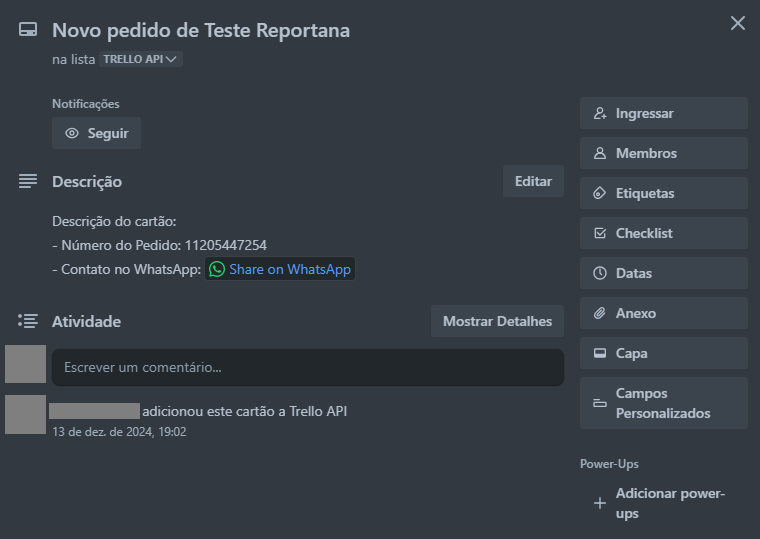 Novo pedido de Teste Reportana
na lista TRELLO API
Notificações
Seguir
Descrição
Editar
Descrição do cartão:
- Número do Pedido: 11205447254
- Contato no WhatsApp: Share on WhatsApp
Atividade
Mostrar Detalhes
Escrever um comentário...
adicionou este cartão a Trello API
13 de dez. de 2024, 19:02
Ingressar
Membros
Etiquetas
Checklist
Datas
Anexo
Capa
Campos
Personalizados
Power-Ups
Adicionar power-
ups